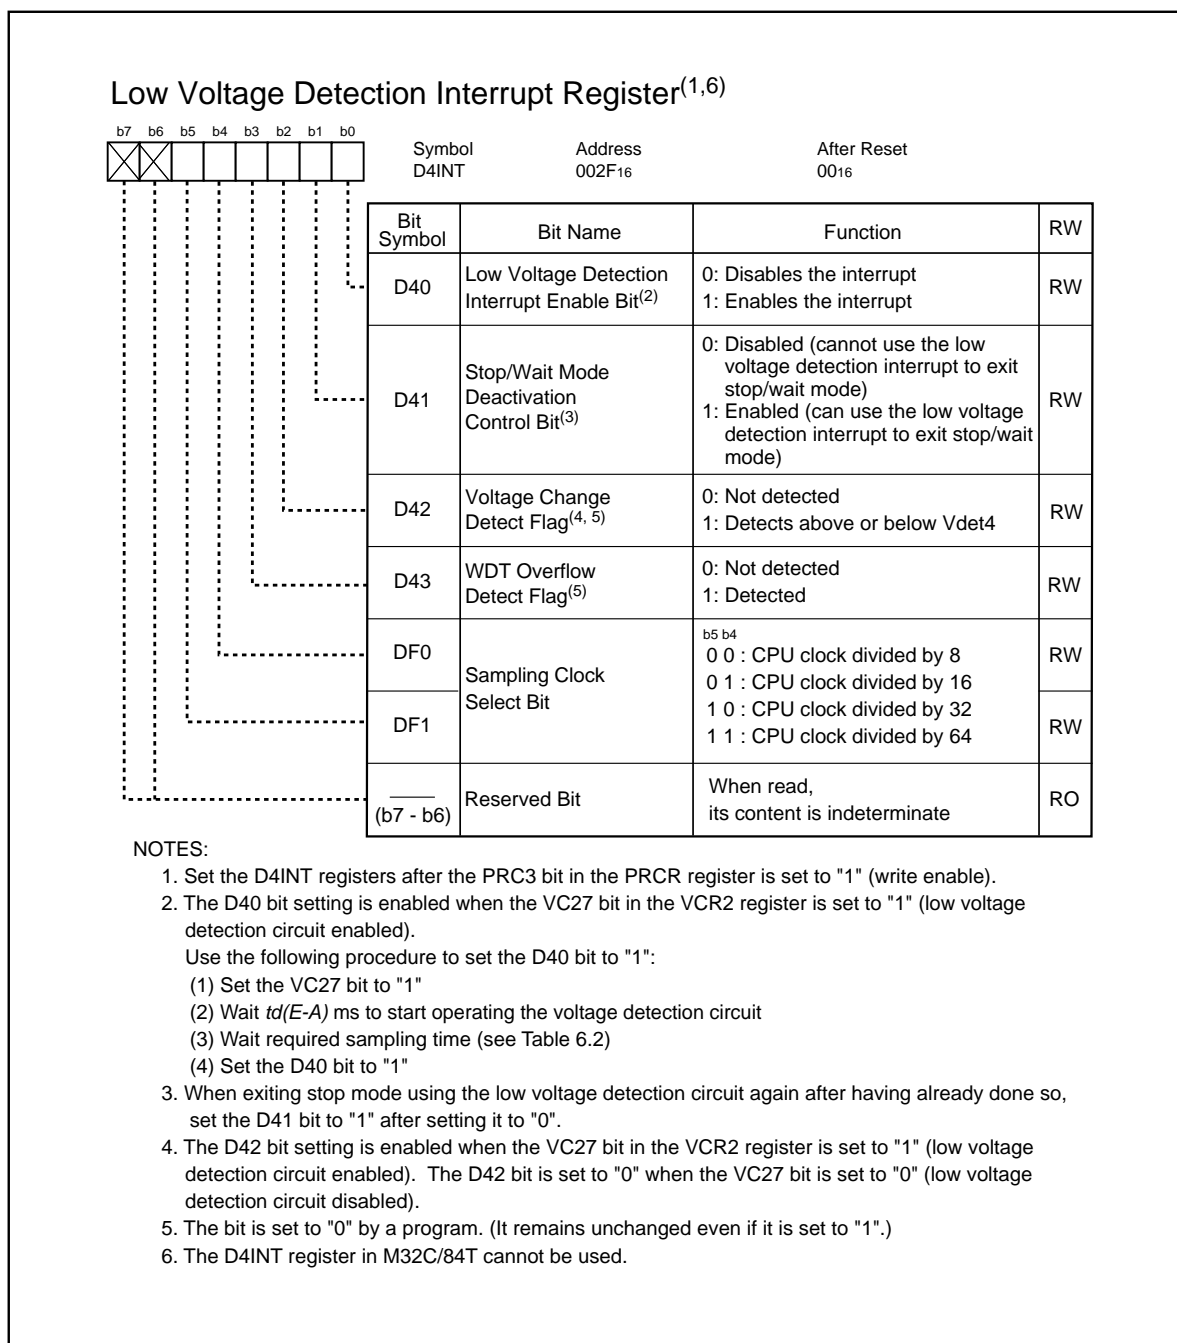 Low Voltage Detection Interrupt Register(1,6)
b7 b6 b5 b4 b3 b2 b1 b0
Symbol Address After Reset
D4INT 002F16 0016
Bit Symbol Bit Name Function RW
D40 Low Voltage Detection Interrupt Enable Bit(2) 0: Disables the interrupt RW
1: Enables the interrupt
D41 Stop/Wait Mode Deactivation Control Bit(3) 0: Disabled (cannot use the low RW
voltage detection interrupt to exit
stop/wait mode)
1: Enabled (can use the low voltage
detection interrupt to exit stop/wait
mode)
D42 Voltage Change Detect Flag(4, 5) 0: Not detected RW
1: Detects above or below Vdet4
D43 WDT Overflow Detect Flag(5) 0: Not detected RW
1: Detected
DF0 Sampling Clock Select Bit b5 b4 RW
0 0 : CPU clock divided by 8
0 1 : CPU clock divided by 16
DF1 1 0 : CPU clock divided by 32 RW
1 1 : CPU clock divided by 64
(b7 - b6) Reserved Bit When read, RO
its content is indeterminate
NOTES:
1. Set the D4INT registers after the PRC3 bit in the PRCR register is set to "1" (write enable).
2. The D40 bit setting is enabled when the VC27 bit in the VCR2 register is set to "1" (low voltage
detection circuit enabled).
Use the following procedure to set the D40 bit to "1":
(1) Set the VC27 bit to "1"
(2) Wait td(E-A) ms to start operating the voltage detection circuit
(3) Wait required sampling time (see Table 6.2)
(4) Set the D40 bit to "1"
3. When exiting stop mode using the low voltage detection circuit again after having already done so,
set the D41 bit to "1" after setting it to "0".
4. The D42 bit setting is enabled when the VC27 bit in the VCR2 register is set to "1" (low voltage
detection circuit enabled). The D42 bit is set to "0" when the VC27 bit is set to "0" (low voltage
detection circuit disabled).
5. The bit is set to "0" by a program. (It remains unchanged even if it is set to "1".)
6. The D4INT register in M32C/84T cannot be used.